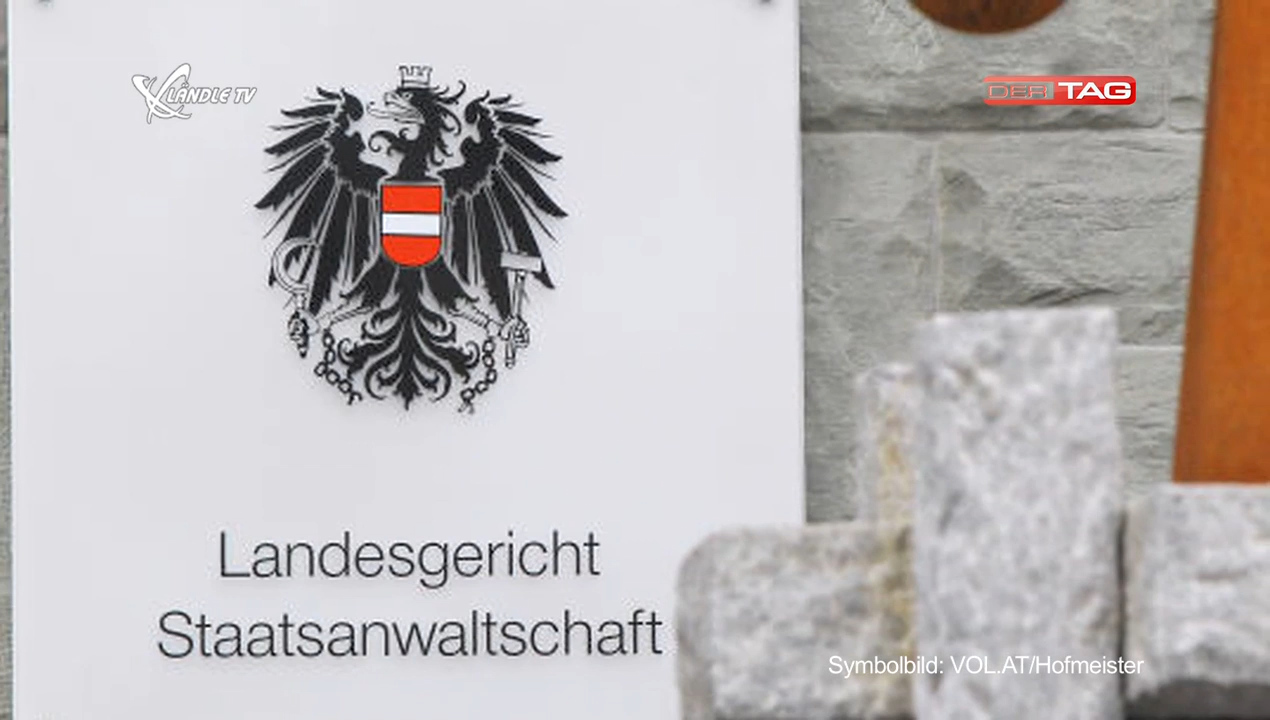 LÄNDLE TV
DER TAG
Landesgericht
Staatsanwaltschaft
Symbolbild: VOL.AT/Hofmeister